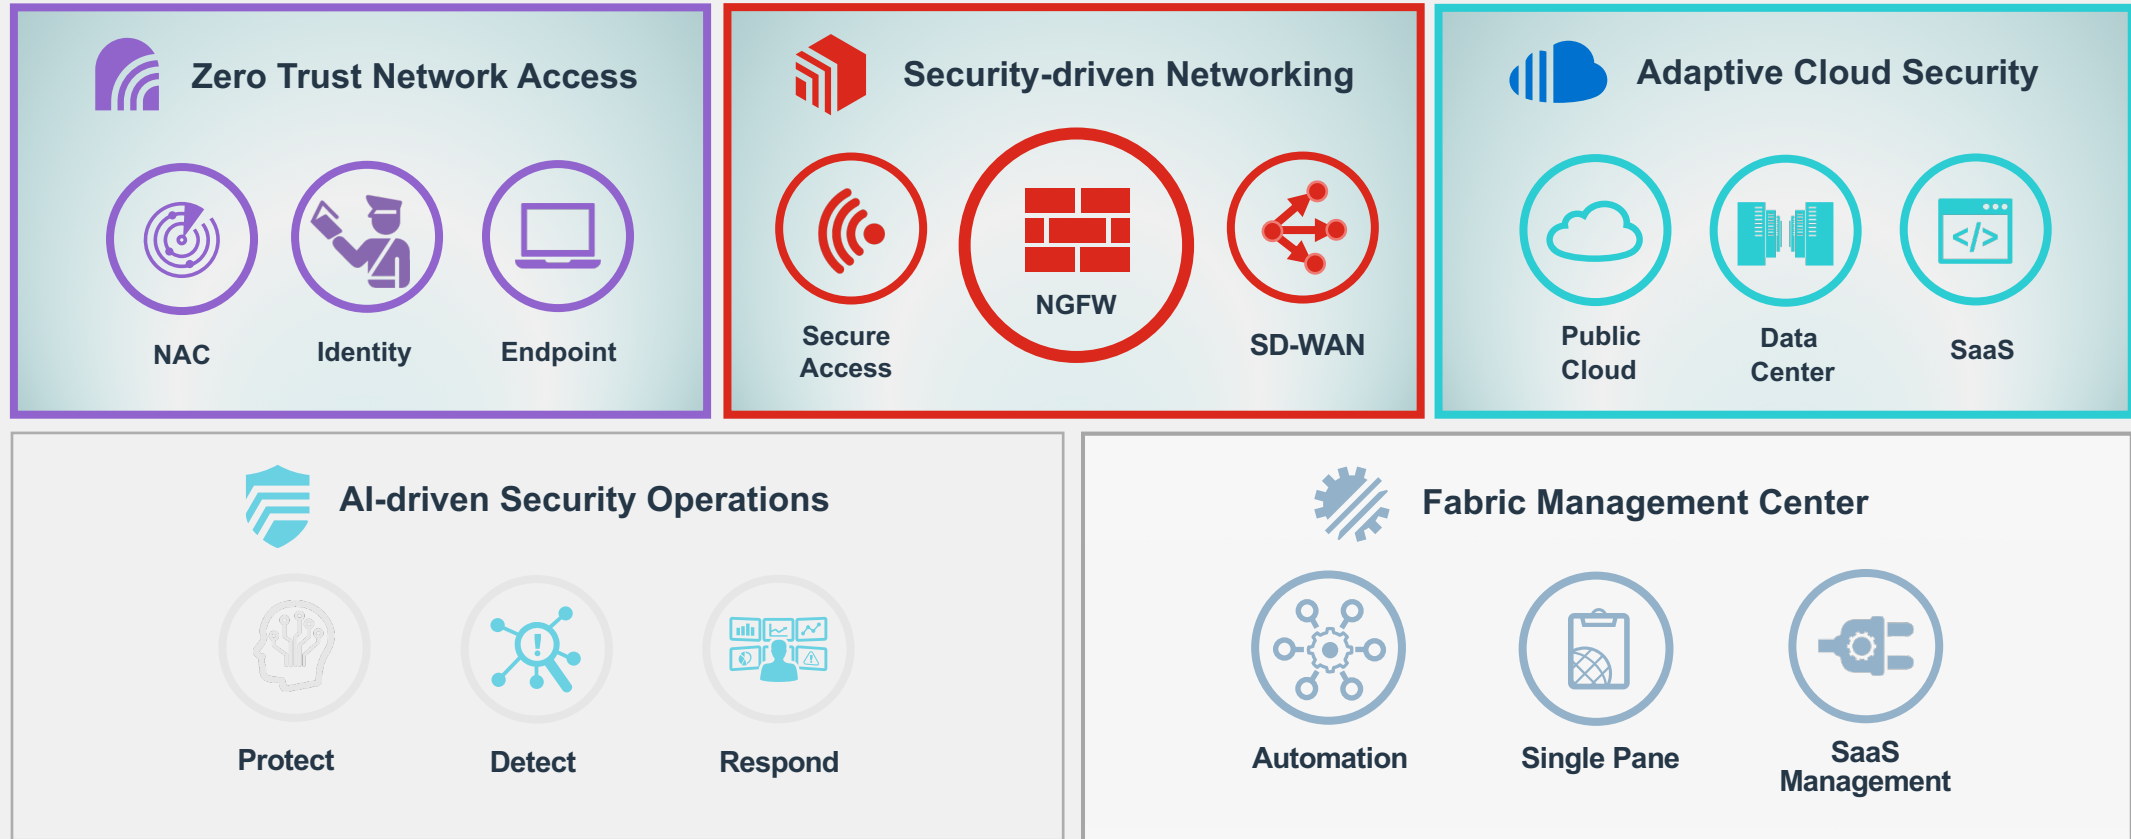 Zero Trust Network Access
NAC
Identity
Endpoint
Security-driven Networking
Secure
Access
NGFW
SD-WAN
Adaptive Cloud Security
Public
Cloud
Data
Center
</>
SaaS
AI-driven Security Operations
Protect
!
Detect
!
Respond
Fabric Management Center
Automation
Single Pane
SaaS
Management